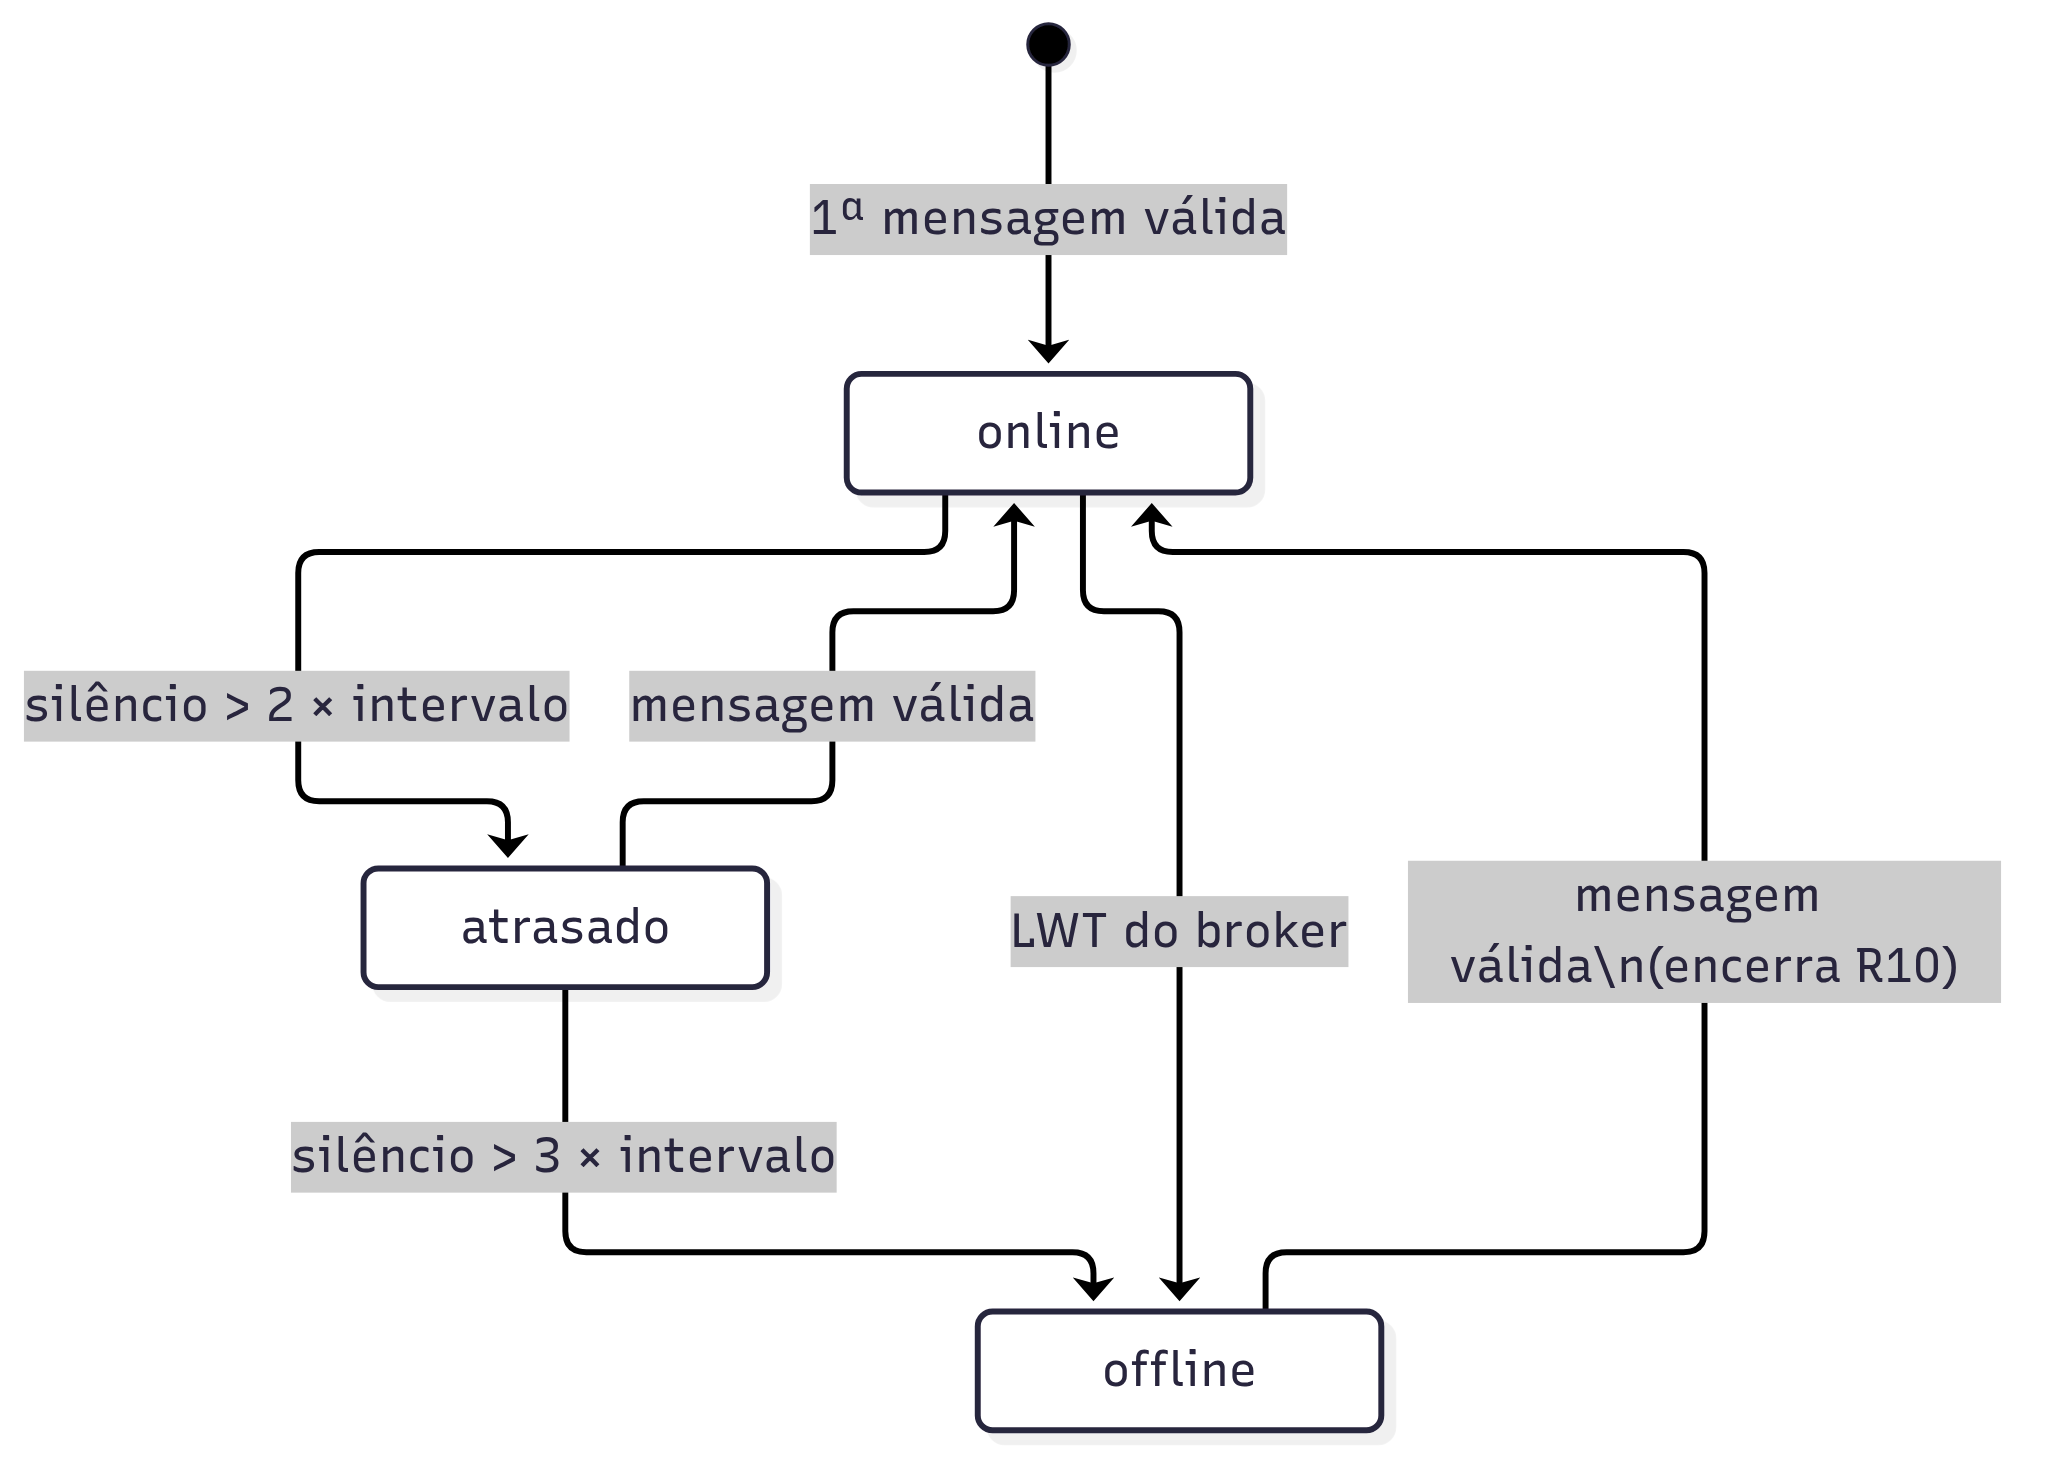 1ª mensagem válida
online
silêncio > 2 × intervalo
mensagem válida
atrasado
LWT do broker
mensagem
válida\n(encerra R10)
silêncio > 3 × intervalo
offline